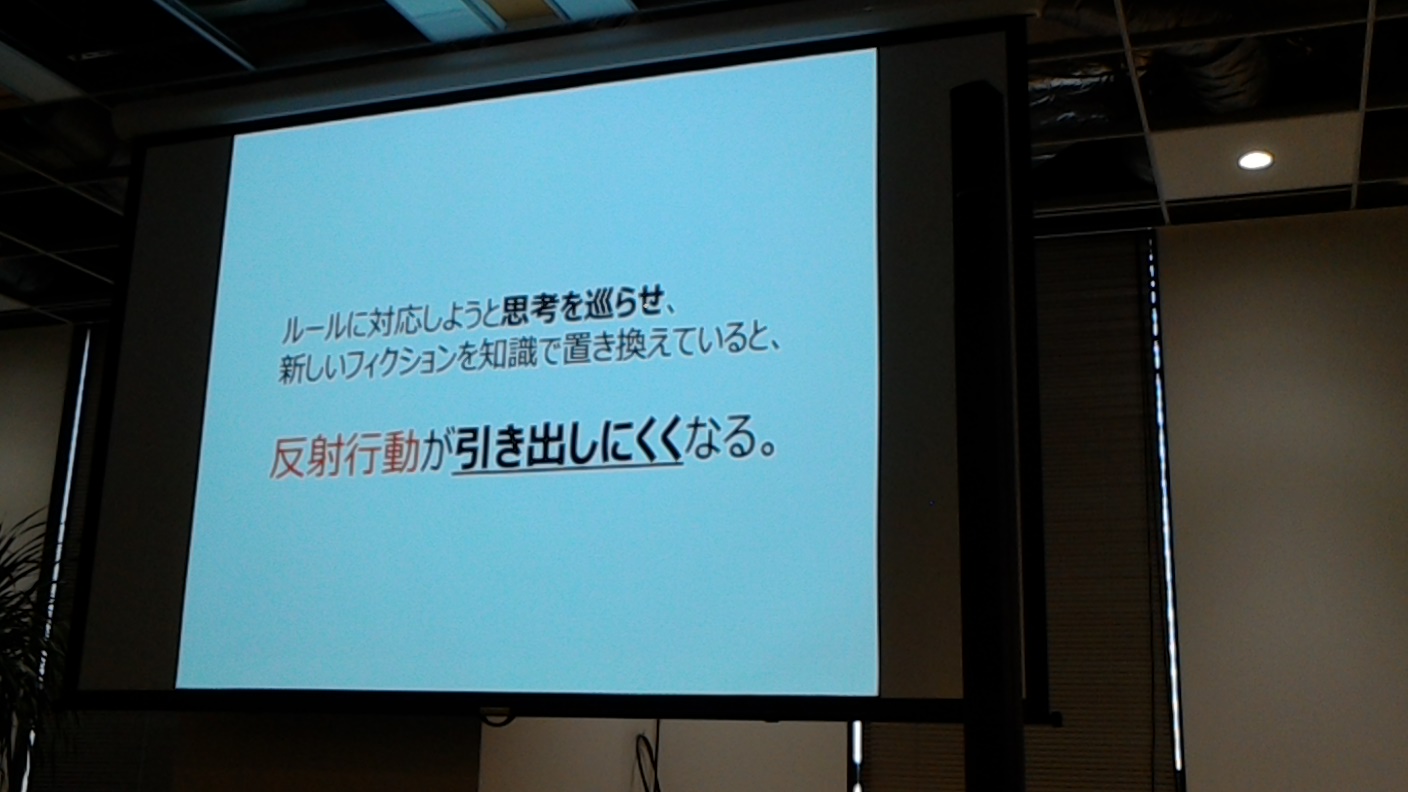 ルールに対応しようと思考を巡らせ、
新しいフィクションを知識で置き換えていると、
反射行動が引き出しにくくなる。